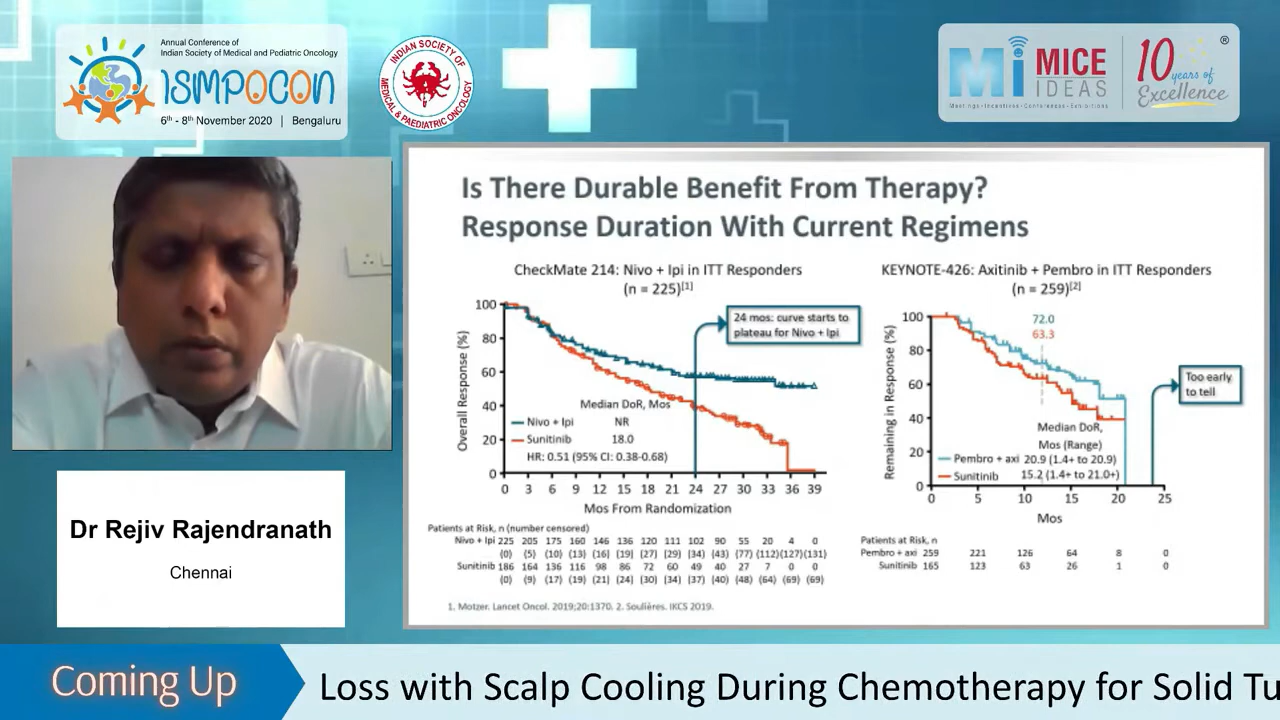 Annual Conference of
Indian Society of Medical and Pediatric Oncology
ISMPOCON
6th - 8th November 2020 | Bengaluru
INDIAN SOCIETY OF
MEDICAL & PAEDIATRIC ONCOLOGY
Mi MICE
IDEAS
Meetings • Incentives • Conferences • Exhibitions
10 years of
Excellence
®
Is There Durable Benefit From Therapy?
Response Duration With Current Regimens
CheckMate 214: Nivo + Ipi in ITT Responders
(n = 225)[1]
100
80
60
40
20
0
Overall Response (%)
24 mos: curve starts to
plateau for Nivo + Ipi
Median DoR, Mos
Nivo + Ipi NR
Sunitinib 18.0
HR: 0.51 (95% CI: 0.38-0.68)
0 3 6 9 12 15 18 21 24 27 30 33 36 39
Mos From Randomization
Patients at Risk, n (number censored)
Nivo + Ipi 225 205 175 160 146 136 120 111 102 90 55 20 4 0
(0) (5) (10) (13) (16) (19) (27) (29) (34) (43) (77) (112) (127) (131)
Sunitinib 186 164 136 116 98 86 72 60 49 40 27 7 0 0
(0) (9) (17) (19) (21) (24) (30) (34) (37) (40) (48) (64) (69) (69)
KEYNOTE-426: Axitinib + Pembro in ITT Responders
(n = 259)[2]
100
80
60
40
20
0
Remaining in Response (%)
72.0
63.3
Too early
to tell
Median DoR,
Mos (Range)
Pembro + axi 20.9 (1.4+ to 20.9)
Sunitinib 15.2 (1.4+ to 21.0+)
0 5 10 15 20 25
Mos
Patients at Risk, n
Pembro + axi 259 221 126 64 8 0
Sunitinib 165 123 63 26 1 0
1. Motzer. Lancet Oncol. 2019;20:1370. 2. Soulières. IKCS 2019.
Dr Rejiv Rajendranath
Chennai
Coming Up
Loss with Scalp Cooling During Chemotherapy for Solid Tu